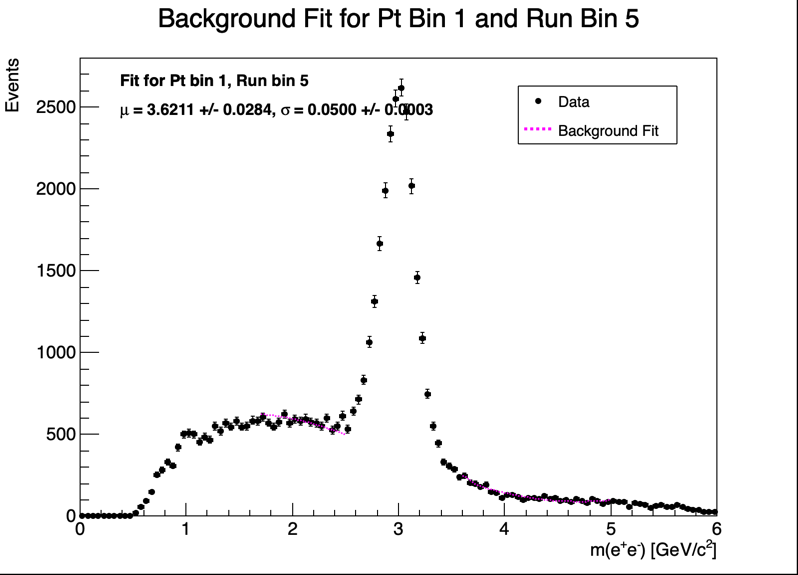 Background Fit for Pt Bin 1 and Run Bin 5
Events
Fit for Pt bin 1, Run bin 5
μ = 3.6211 +/- 0.0284, σ = 0.0500 +/- 0.0003
Data
Background Fit
2500
2000
1500
1000
500
0
0 1 2 3 4 5 6
m(e⁺e⁻) [GeV/c²]